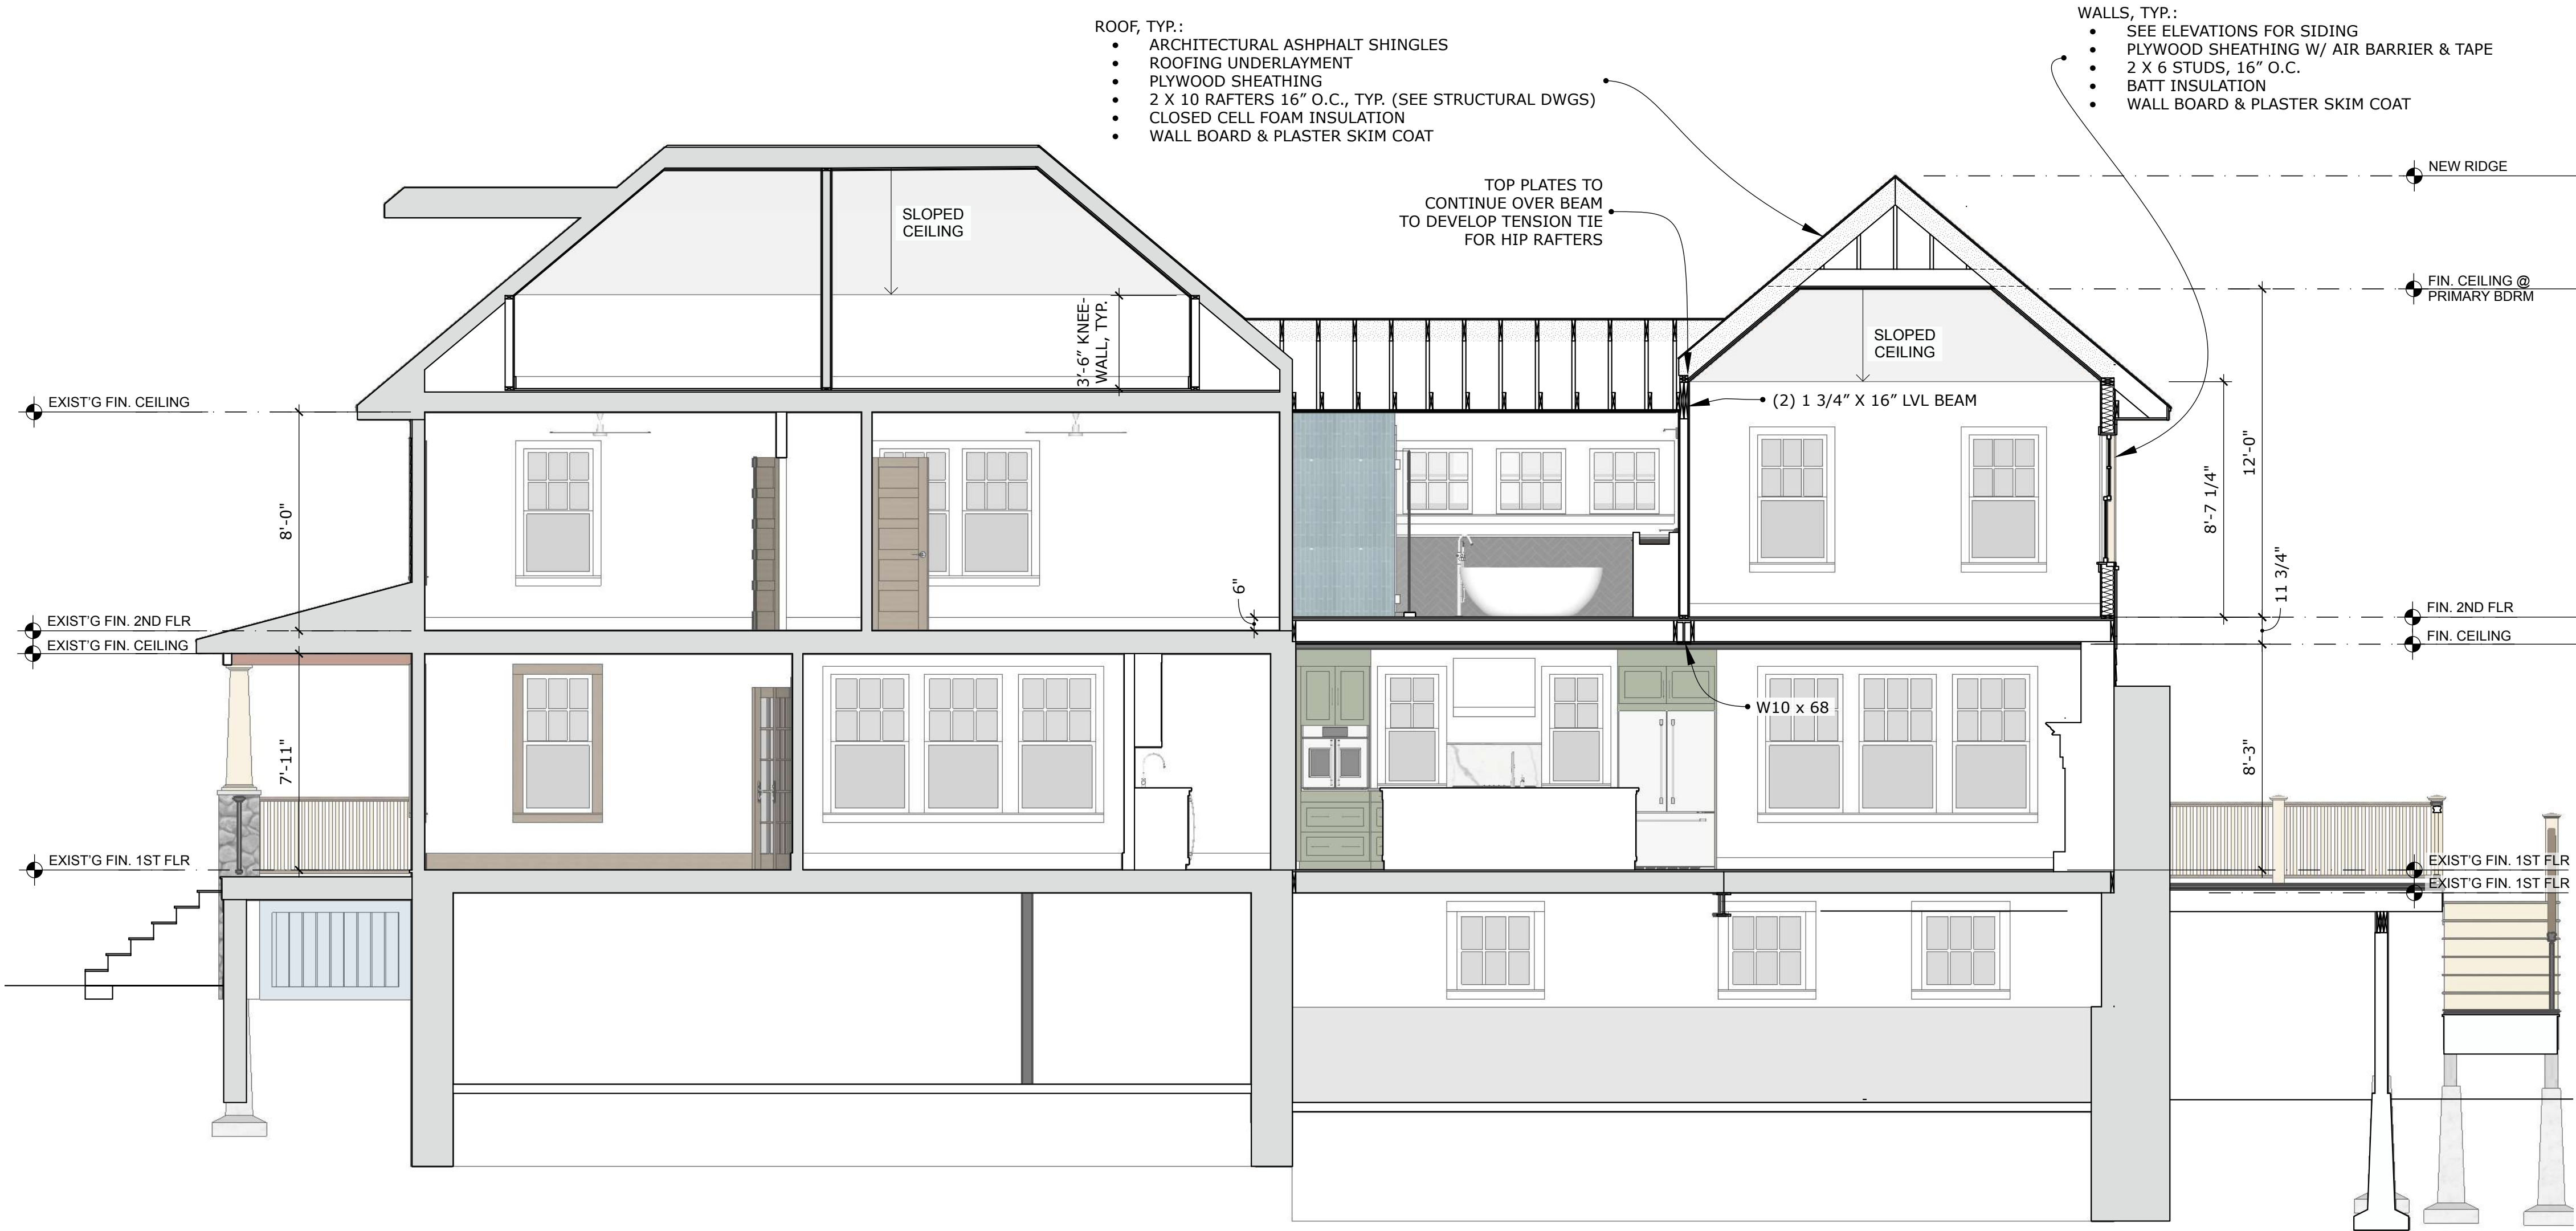 ROOF, TYP.:
• ARCHITECTURAL ASHPHALT SHINGLES
• ROOFING UNDERLAYMENT
• PLYWOOD SHEATHING
• 2 X 10 RAFTERS 16” O.C., TYP. (SEE STRUCTURAL DWGS)
• CLOSED CELL FOAM INSULATION
• WALL BOARD & PLASTER SKIM COAT
WALLS, TYP.:
• SEE ELEVATIONS FOR SIDING
• PLYWOOD SHEATHING W/ AIR BARRIER & TAPE
• 2 X 6 STUDS, 16” O.C.
• BATT INSULATION
• WALL BOARD & PLASTER SKIM COAT
NEW RIDGE
TOP PLATES TO
CONTINUE OVER BEAM
TO DEVELOP TENSION TIE
FOR HIP RAFTERS
SLOPED
CEILING
FIN. CEILING @
PRIMARY BDRM
3’-6” KNEE-
WALL, TYP.
SLOPED
CEILING
EXIST'G FIN. CEILING
(2) 1 3/4” X 16” LVL BEAM
12'-0"
8'-7 1/4"
8'-0"
11 3/4"
6"
EXIST'G FIN. 2ND FLR
FIN. 2ND FLR
EXIST'G FIN. CEILING
FIN. CEILING
W10 x 68
7'-11"
8'-3"
EXIST'G FIN. 1ST FLR
EXIST'G FIN. 1ST FLR
EXIST'G FIN. 1ST FLR